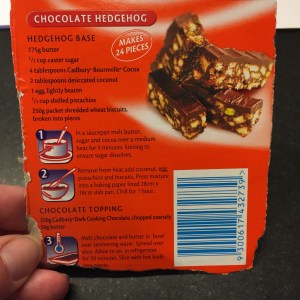 CHOCOLATE HEDGEHOG
HEDGEHOG BASE
MAKES
24 PIECES
175g butter
½ cup caster sugar
4 tablespoons Cadbury Bournville Cocoa
2 tablespoons desiccated coconut
1 egg, lightly beaten
½ cup shelled pistachios
250g packet shredded wheat biscuits,
broken into pieces
1
In a saucepan melt butter,
sugar and cocoa over a medium
heat for 3 minutes, turning to
ensure sugar dissolves.
2
Remove from heat add coconut, egg,
pistachios and biscuits. Press mixture
into a baking paper lined 28cm x
18cm slab pan. Chill for 1 hour.
CHOCOLATE TOPPING
Cadbury Dark Cooking Chocolate, chopped coarsely
butter
3
Melt chocolate and butter in bowl
over simmering water. Spread over
slice. Allow to set in refrigerator
for 30 minutes. Slice with hot
9 300617 432739